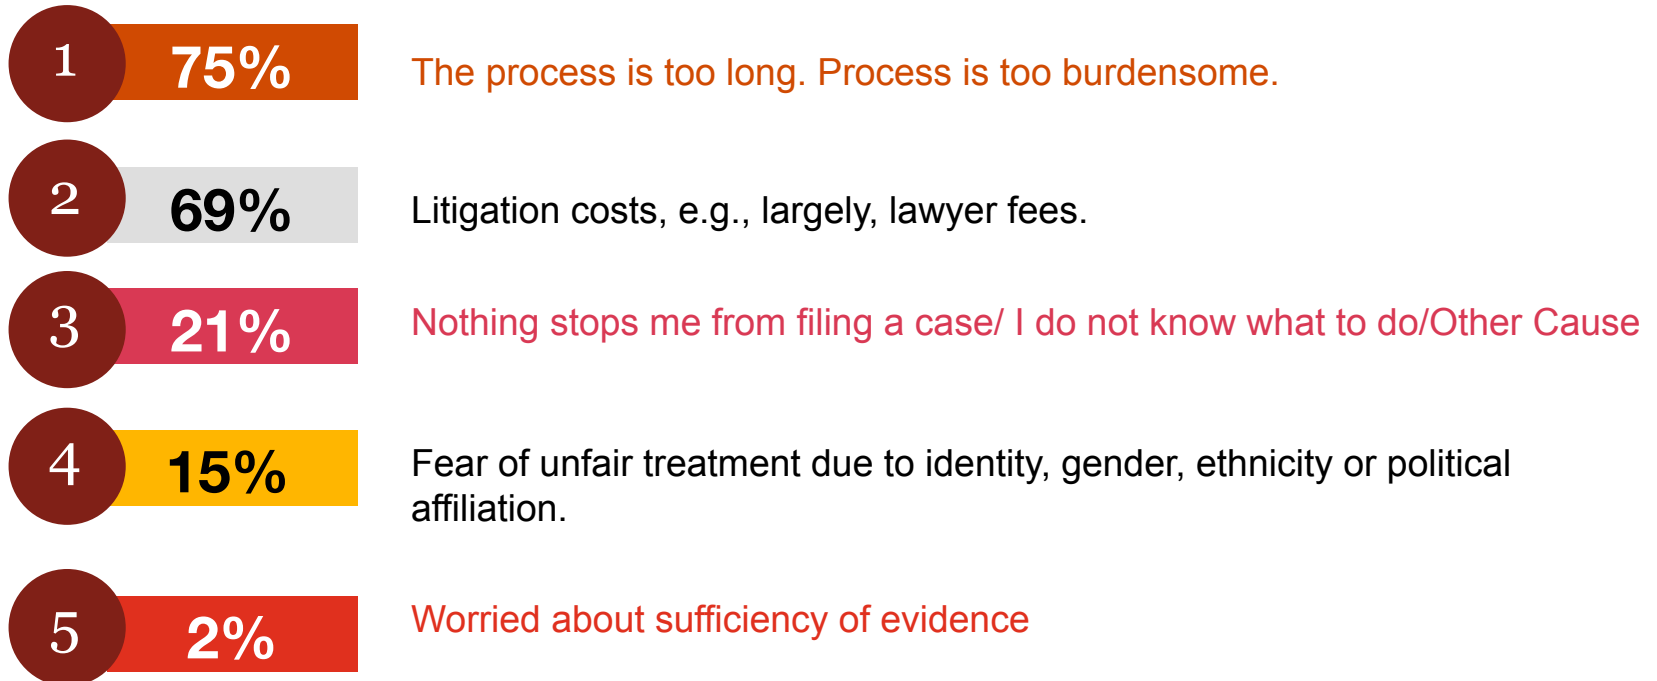 1 75% The process is too long. Process is too burdensome.
2 69% Litigation costs, e.g., largely, lawyer fees.
3 21% Nothing stops me from filing a case/ I do not know what to do/Other Cause
4 15% Fear of unfair treatment due to identity, gender, ethnicity or political
affiliation.
5 2% Worried about sufficiency of evidence